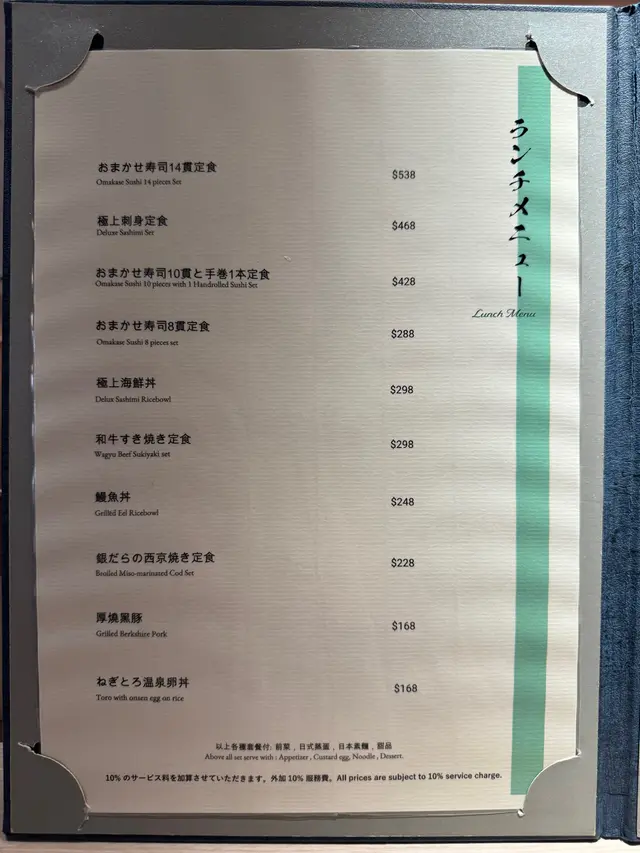 ランチメニュー
Lunch Menu
おまかせ寿司14貫定食
$538
Omakase Sushi 14 pieces Set
極上刺身定食
$468
Deluxe Sashimi Set
おまかせ寿司10貫と手巻1本定食
$428
Omakase Sushi 10 pieces with 1 Handrolled Sushi Set
おまかせ寿司8貫定食
$288
Omakase Sushi 8 pieces set
極上海鮮丼
$298
Delux Sashimi Ricebowl
和牛すき焼き定食
$298
Wagyu Beef Sukiyaki set
鰻魚丼
$248
Grilled Eel Ricebowl
銀だらの西京焼き定食
$228
Broiled Miso-marinated Cod Set
厚燒黑豚
$168
Grilled Berkshire Pork
ねぎとろ温泉卵丼
$168
Toro with onsen egg on rice
以上各種套餐付: 前菜 , 日式蒸蛋 , 日本素麵 , 甜品
Above all set serve with : Appetizer , Custard egg, Noodle , Dessert.
10% のサービス料を加算させていただきます。外加 10% 服務費。All prices are subject to 10% service charge.